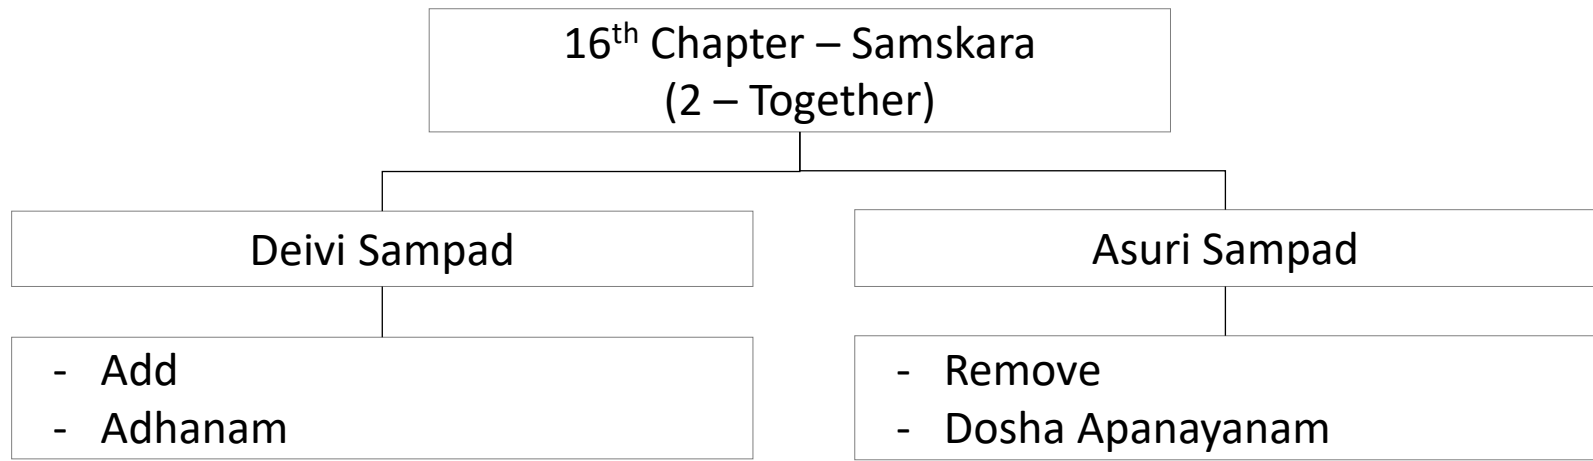 16th Chapter – Samskara
(2 – Together)
Deivi Sampad
Asuri Sampad
- Add
- Adhanam
- Remove
- Dosha Apanayanam